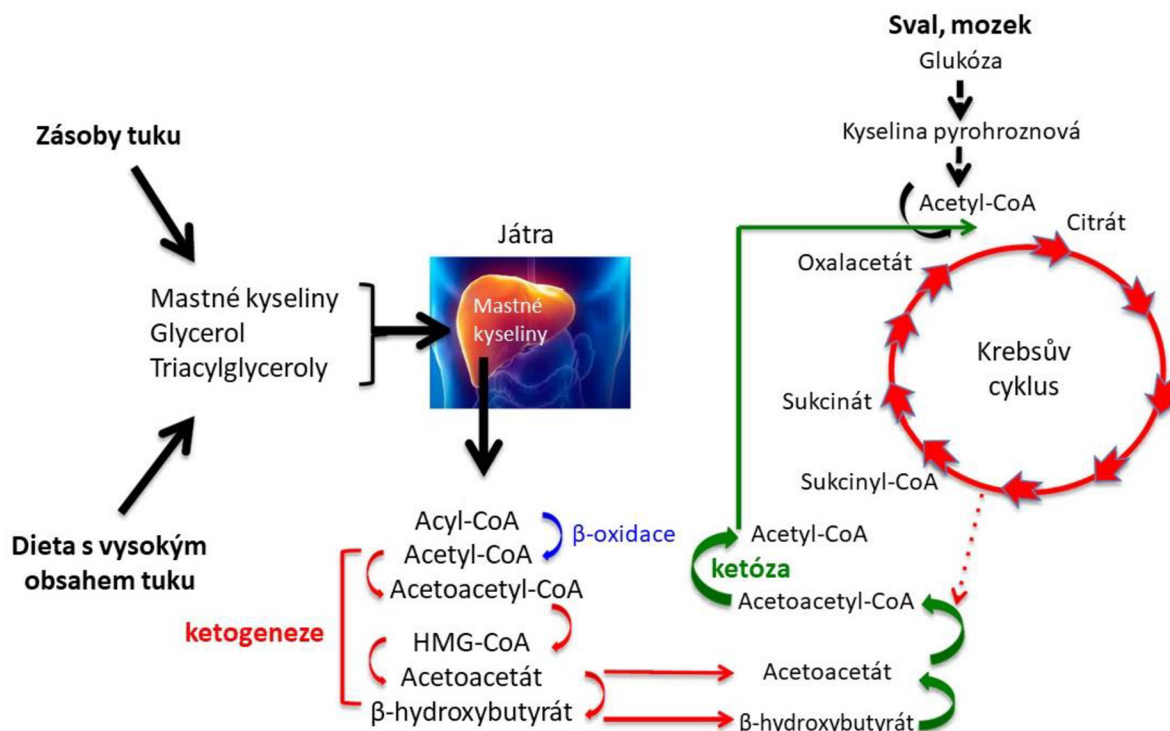 Sval, mozek
Glukóza
Kyselina pyrohroznová
Acetyl-CoA
Citrát
Oxalacetát
Krebsův
cyklus
Sukcinát
Sukcinyl-CoA
Zásoby tuku
Mastné kyseliny
Glycerol
Triacylglyceroly
Dieta s vysokým
obsahem tuku
Játra
Mastné
kyseliny
Acyl-CoA
β-oxidace
Acetyl-CoA
Acetoacetyl-CoA
ketogeneze
HMG-CoA
Acetoacetát
β-hydroxybutyrát
Acetyl-CoA
ketóza
Acetoacetyl-CoA
Acetoacetát
β-hydroxybutyrát